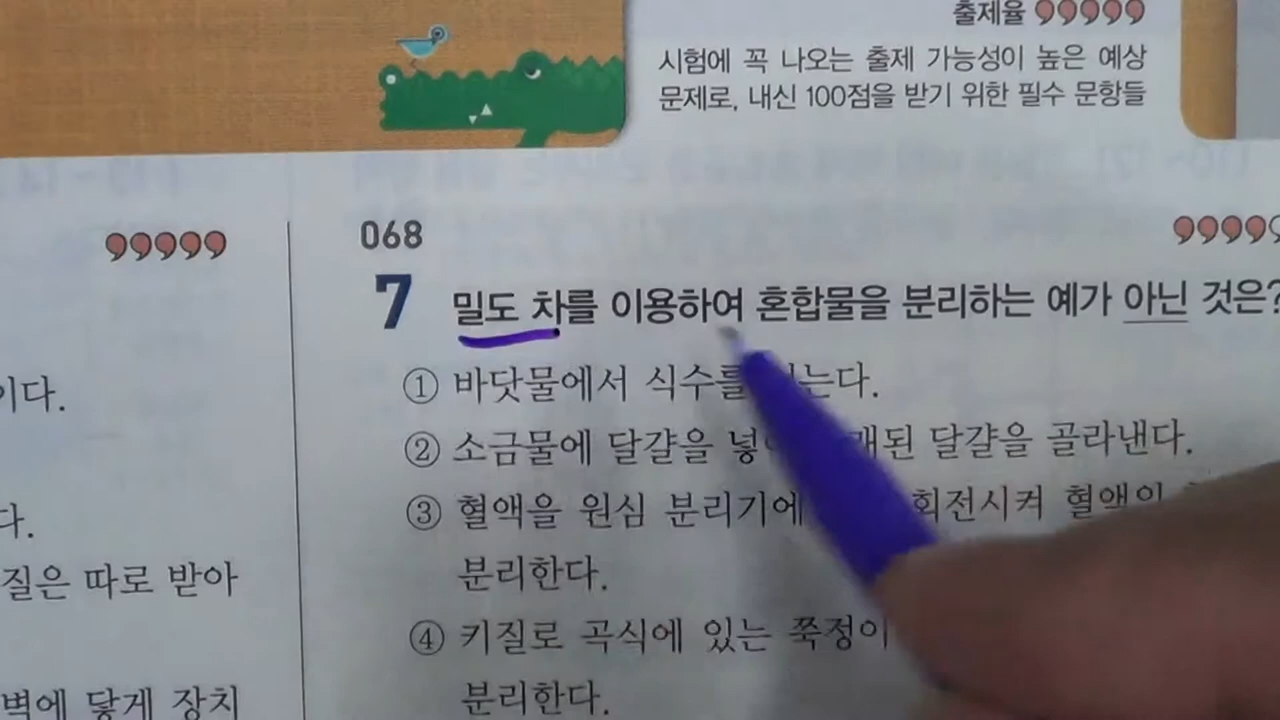 출제율
시험에 꼭 나오는 출제 가능성이 높은 예상
문제로, 내신 100점을 받기 위한 필수 문항들
068
7 밀도 차를 이용하여 혼합물을 분리하는 예가 아닌 것은?
① 바닷물에서 식수를 는다.
② 소금물에 달걀을 된 달걀을 골라낸다.
③ 혈액을 원심 분리기에 회전시켜 혈액의
분리한다.
④ 키질로 곡식에 있는 쭉정이
분리한다.
이다.
다.
질은 따로 받아
벽에 닿게 장치